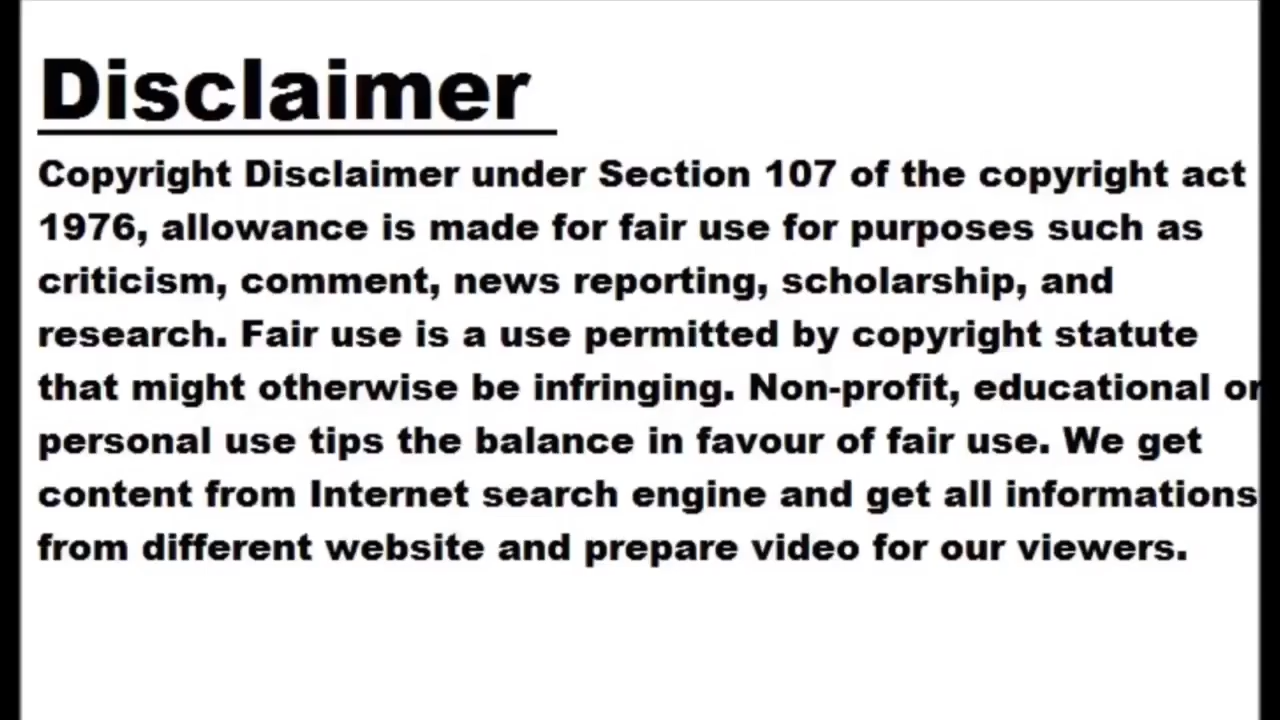 Disclaimer
Copyright Disclaimer under Section 107 of the copyright act
1976, allowance is made for fair use for purposes such as
criticism, comment, news reporting, scholarship, and
research. Fair use is a use permitted by copyright statute
that might otherwise be infringing. Non-profit, educational or
personal use tips the balance in favour of fair use. We get
content from Internet search engine and get all informations
from different website and prepare video for our viewers.